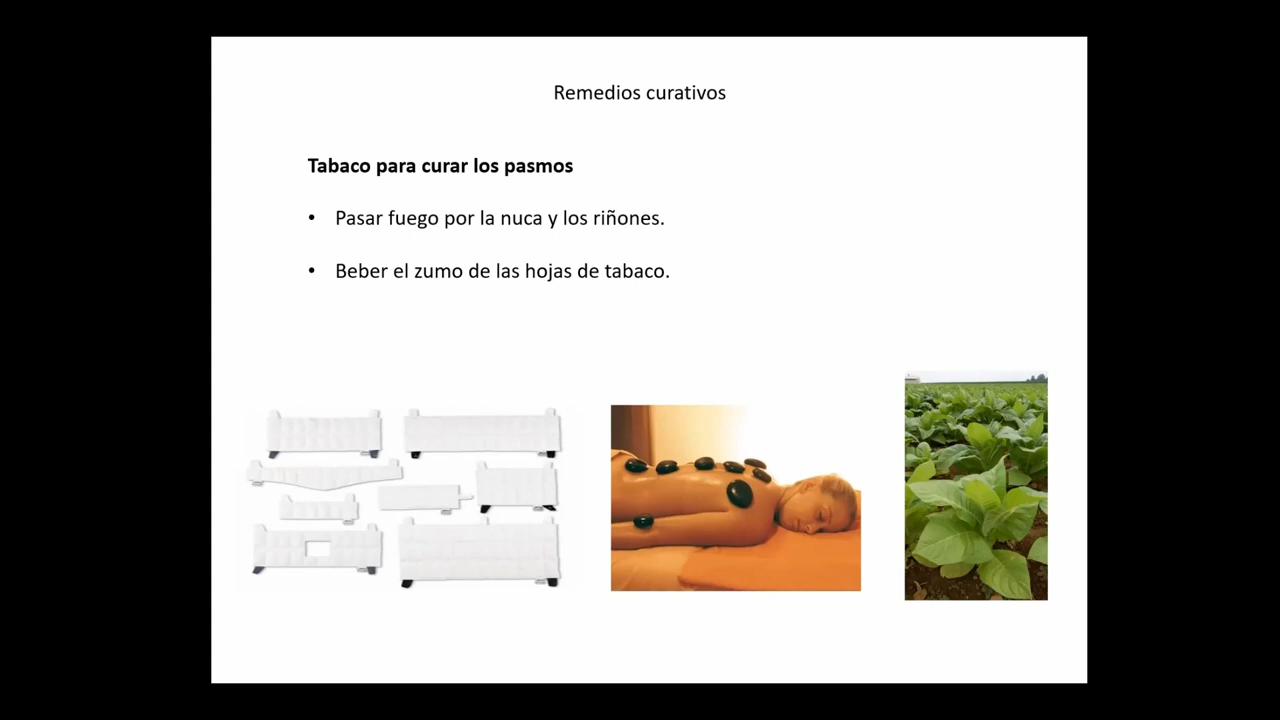 Remedios curativos
Tabaco para curar los pasmos
• Pasar fuego por la nuca y los riñones.
• Beber el zumo de las hojas de tabaco.